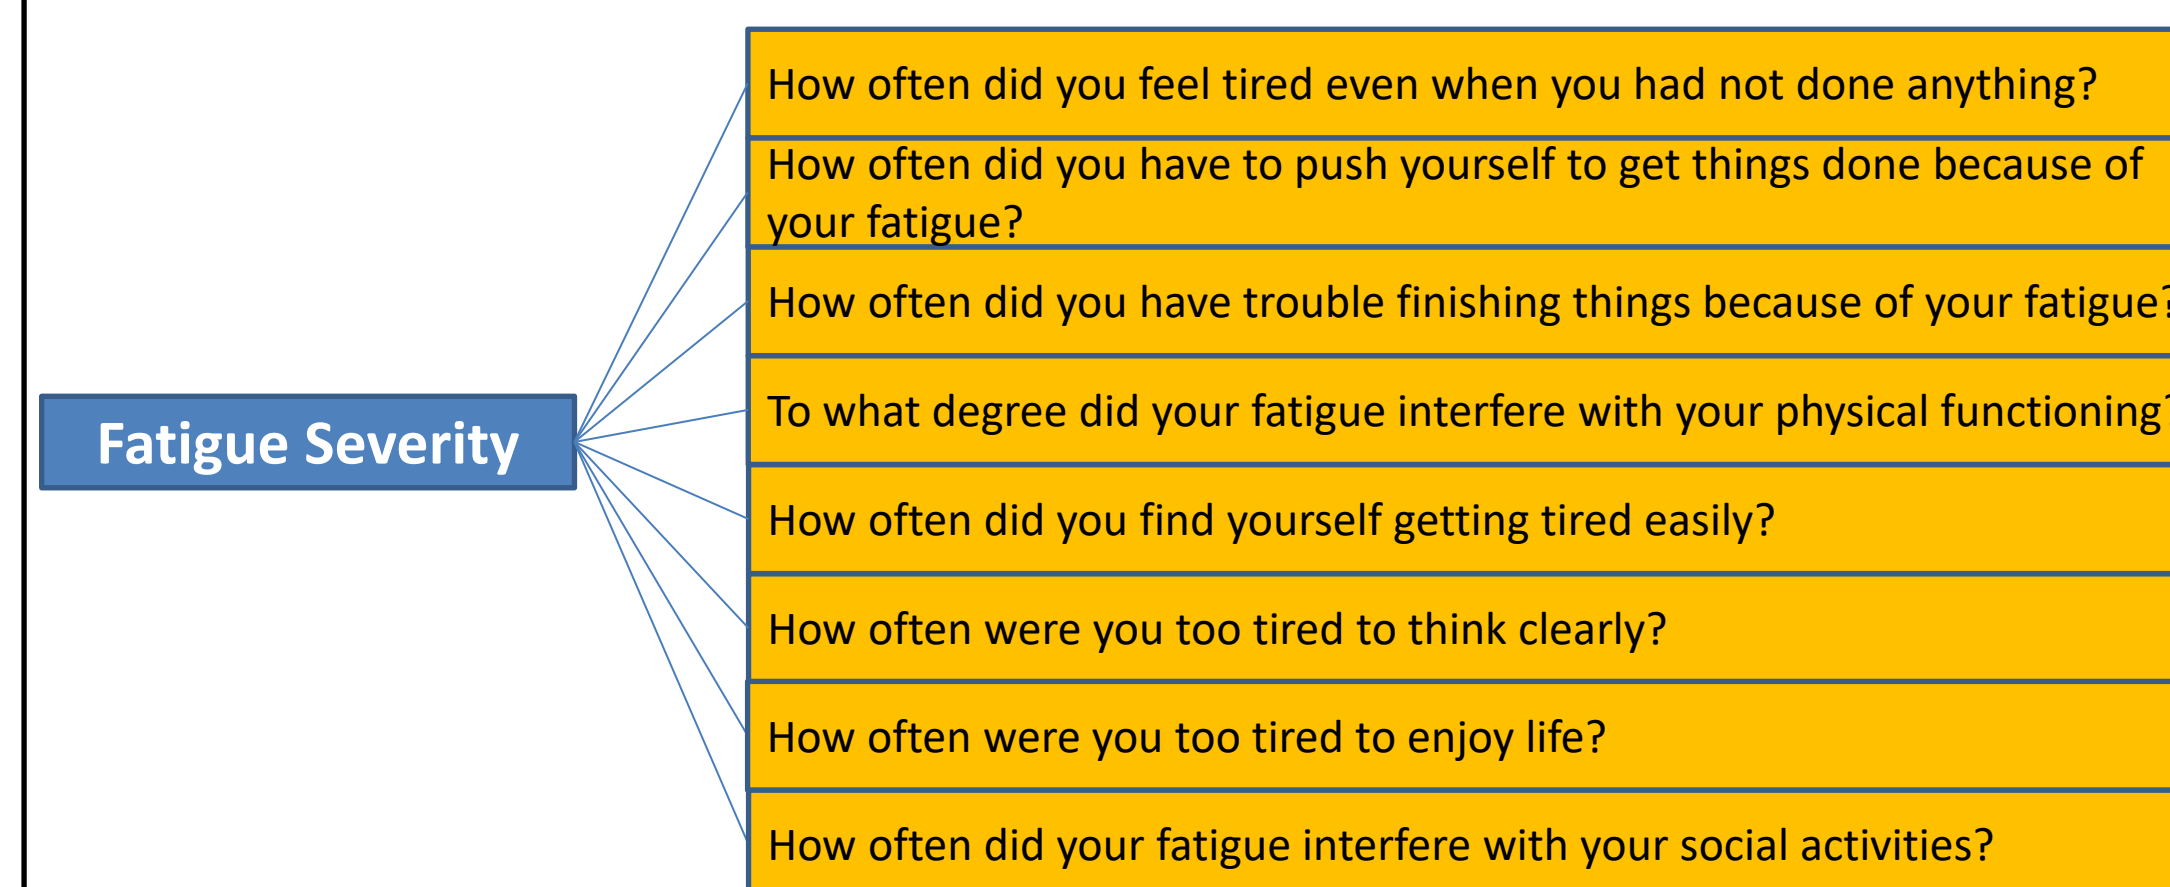 How often did you feel tired even when you had not done anything?
How often did you have to push yourself to get things done because of
your fatigue?
How often did you have trouble finishing things because of your fatigue?
To what degree did your fatigue interfere with your physical functioning?
Fatigue Severity
How often did you find yourself getting tired easily?
How often were you too tired to think clearly?
How often were you too tired to enjoy life?
How often did your fatigue interfere with your social activities?